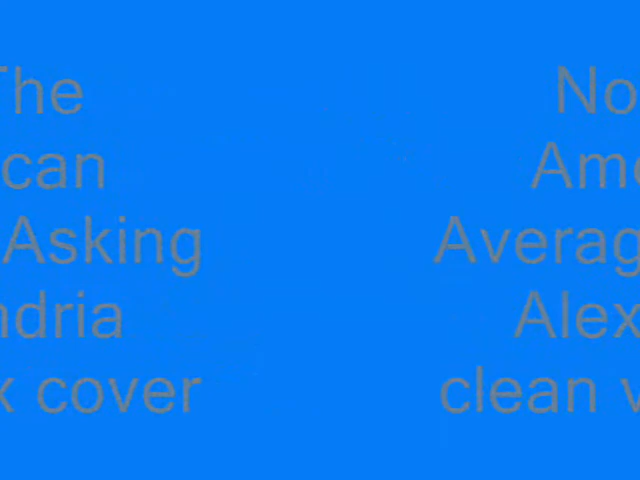 The No
can Ame
Asking Averag
ndria Alex
x cover clean v